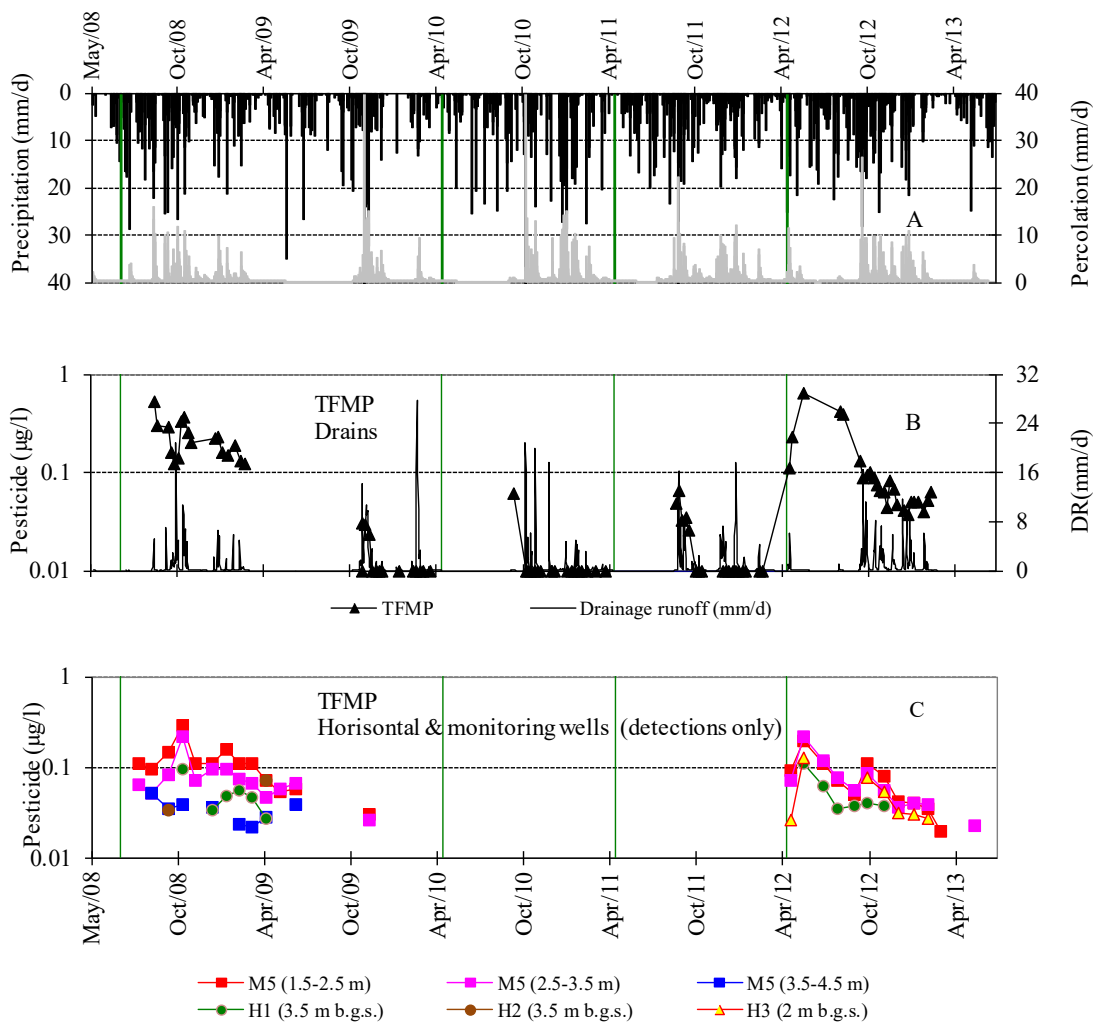 May/08 Oct/08 Apr/09 Oct/09 Apr/10 Oct/10 Apr/11 Oct/11 Apr/12 Oct/12 Apr/13
Precipitation (mm/d)
0
10
20
30
40
A
40
30
20
10
0
Percolation (mm/d)
Pesticide (µg/l)
1
0.1
0.01
TFMP
Drains
B
32
24
16
8
0
DR(mm/d)
TFMP Drainage runoff (mm/d)
Pesticide (µg/l)
1
0.1
0.01
TFMP
Horisontal & monitoring wells (detections only)
C
May/08 Oct/08 Apr/09 Oct/09 Apr/10 Oct/10 Apr/11 Oct/11 Apr/12 Oct/12 Apr/13
M5 (1.5-2.5 m) M5 (2.5-3.5 m) M5 (3.5-4.5 m)
H1 (3.5 m b.g.s.) H2 (3.5 m b.g.s.) H3 (2 m b.g.s.)